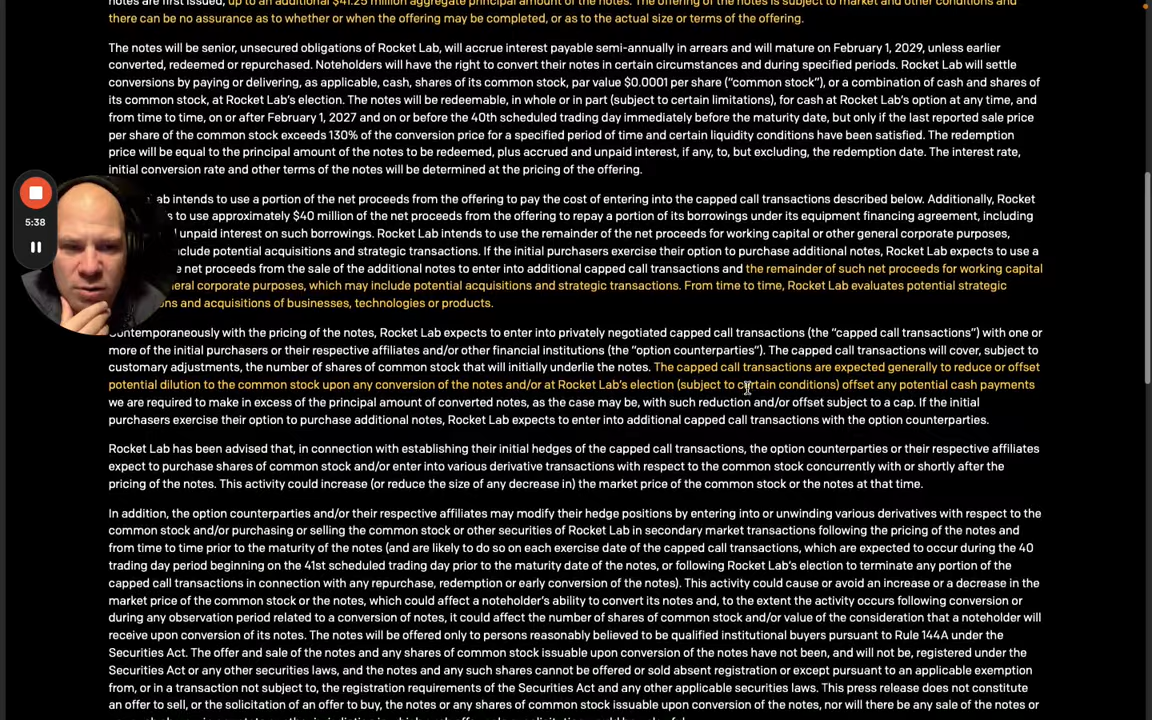 notes are first issued, up to an additional $41.25 million aggregate principal amount of the notes. The offering of the notes is subject to market and other conditions and
there can be no assurance as to whether or when the offering may be completed, or as to the actual size or terms of the offering.
The notes will be senior, unsecured obligations of Rocket Lab, will accrue interest payable semi-annually in arrears and will mature on February 1, 2029, unless earlier
converted, redeemed or repurchased. Noteholders will have the right to convert their notes in certain circumstances and during specified periods. Rocket Lab will settle
conversions by paying or delivering, as applicable, cash, shares of its common stock, par value $0.0001 per share (“common stock”), or a combination of cash and shares of
its common stock, at Rocket Lab’s election. The notes will be redeemable, in whole or in part (subject to certain limitations), for cash at Rocket Lab’s option at any time, and
from time to time, on or after February 1, 2027 and on or before the 40th scheduled trading day immediately before the maturity date, but only if the last reported sale price
per share of the common stock exceeds 130% of the conversion price for a specified period of time and certain liquidity conditions have been satisfied. The redemption
price will be equal to the principal amount of the notes to be redeemed, plus accrued and unpaid interest, if any, to, but excluding, the redemption date. The interest rate,
initial conversion rate and other terms of the notes will be determined at the pricing of the offering.
ab intends to use a portion of the net proceeds from the offering to pay the cost of entering into the capped call transactions described below. Additionally, Rocket
s to use approximately $40 million of the net proceeds from the offering to repay a portion of its borrowings under its equipment financing agreement, including
5:38
unpaid interest on such borrowings. Rocket Lab intends to use the remainder of the net proceeds for working capital or other general corporate purposes,
clude potential acquisitions and strategic transactions. If the initial purchasers exercise their option to purchase additional notes, Rocket Lab expects to use a
e net proceeds from the sale of the additional notes to enter into additional capped call transactions and the remainder of such net proceeds for working capital
eral corporate purposes, which may include potential acquisitions and strategic transactions. From time to time, Rocket Lab evaluates potential strategic
ns and acquisitions of businesses, technologies or products.
ontemporaneously with the pricing of the notes, Rocket Lab expects to enter into privately negotiated capped call transactions (the “capped call transactions”) with one or
more of the initial purchasers or their respective affiliates and/or other financial institutions (the “option counterparties”). The capped call transactions will cover, subject to
customary adjustments, the number of shares of common stock that will initially underlie the notes. The capped call transactions are expected generally to reduce or offset
potential dilution to the common stock upon any conversion of the notes and/or at Rocket Lab’s election (subject to certain conditions) offset any potential cash payments
we are required to make in excess of the principal amount of converted notes, as the case may be, with such reduction and/or offset subject to a cap. If the initial
purchasers exercise their option to purchase additional notes, Rocket Lab expects to enter into additional capped call transactions with the option counterparties.
Rocket Lab has been advised that, in connection with establishing their initial hedges of the capped call transactions, the option counterparties or their respective affiliates
expect to purchase shares of common stock and/or enter into various derivative transactions with respect to the common stock concurrently with or shortly after the
pricing of the notes. This activity could increase (or reduce the size of any decrease in) the market price of the common stock or the notes at that time.
In addition, the option counterparties and/or their respective affiliates may modify their hedge positions by entering into or unwinding various derivatives with respect to the
common stock and/or purchasing or selling the common stock or other securities of Rocket Lab in secondary market transactions following the pricing of the notes and
from time to time prior to the maturity of the notes (and are likely to do so on each exercise date of the capped call transactions, which are expected to occur during the 40
trading day period beginning on the 41st scheduled trading day prior to the maturity date of the notes, or following Rocket Lab’s election to terminate any portion of the
capped call transactions in connection with any repurchase, redemption or early conversion of the notes). This activity could cause or avoid an increase or a decrease in the
market price of the common stock or the notes, which could affect a noteholder’s ability to convert its notes and, to the extent the activity occurs following conversion or
during any observation period related to a conversion of notes, it could affect the number of shares of common stock and/or value of the consideration that a noteholder will
receive upon conversion of its notes. The notes will be offered only to persons reasonably believed to be qualified institutional buyers pursuant to Rule 144A under the
Securities Act. The offer and sale of the notes and any shares of common stock issuable upon conversion of the notes have not been, and will not be, registered under the
Securities Act or any other securities laws, and the notes and any such shares cannot be offered or sold absent registration or except pursuant to an applicable exemption
from, or in a transaction not subject to, the registration requirements of the Securities Act and any other applicable securities laws. This press release does not constitute
an offer to sell, or the solicitation of an offer to buy, the notes or any shares of common stock issuable upon conversion of the notes, nor will there be any sale of the notes or